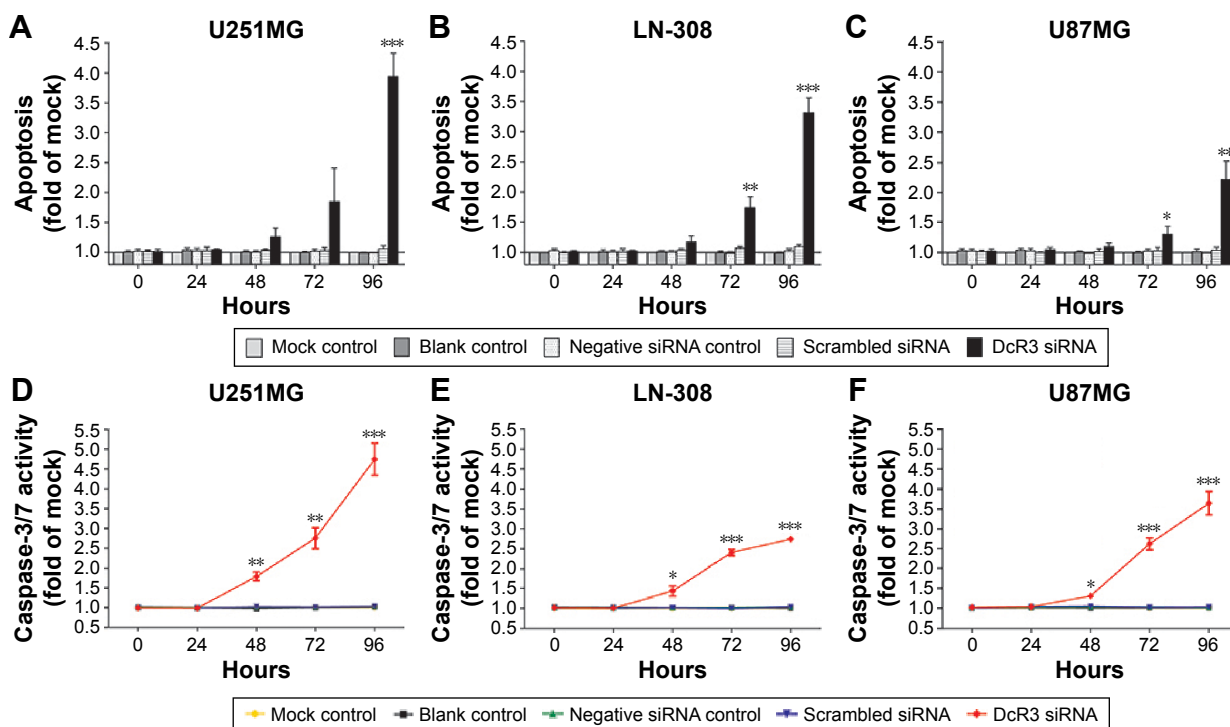 A
U251MG
Apoptosis
(fold of mock)
4.5
4.0
3.5
3.0
2.5
2.0
1.5
1.0
***
0 24 48 72 96
Hours
B
LN-308
Apoptosis
(fold of mock)
4.5
4.0
3.5
3.0
2.5
2.0
1.5
1.0
**
***
0 24 48 72 96
Hours
C
U87MG
Apoptosis
(fold of mock)
4.5
4.0
3.5
3.0
2.5
2.0
1.5
1.0
*
**
0 24 48 72 96
Hours
Mock control Blank control Negative siRNA control Scrambled siRNA DcR3 siRNA
D
U251MG
Caspase-3/7 activity
(fold of mock)
5.5
5.0
4.5
4.0
3.5
3.0
2.5
2.0
1.5
1.0
0.5
**
**
***
0 24 48 72 96
Hours
E
LN-308
Caspase-3/7 activity
(fold of mock)
5.5
5.0
4.5
4.0
3.5
3.0
2.5
2.0
1.5
1.0
0.5
*
***
***
0 24 48 72 96
Hours
F
U87MG
Caspase-3/7 activity
(fold of mock)
5.5
5.0
4.5
4.0
3.5
3.0
2.5
2.0
1.5
1.0
0.5
*
***
***
0 24 48 72 96
Hours
Mock control Blank control Negative siRNA control Scrambled siRNA DcR3 siRNA